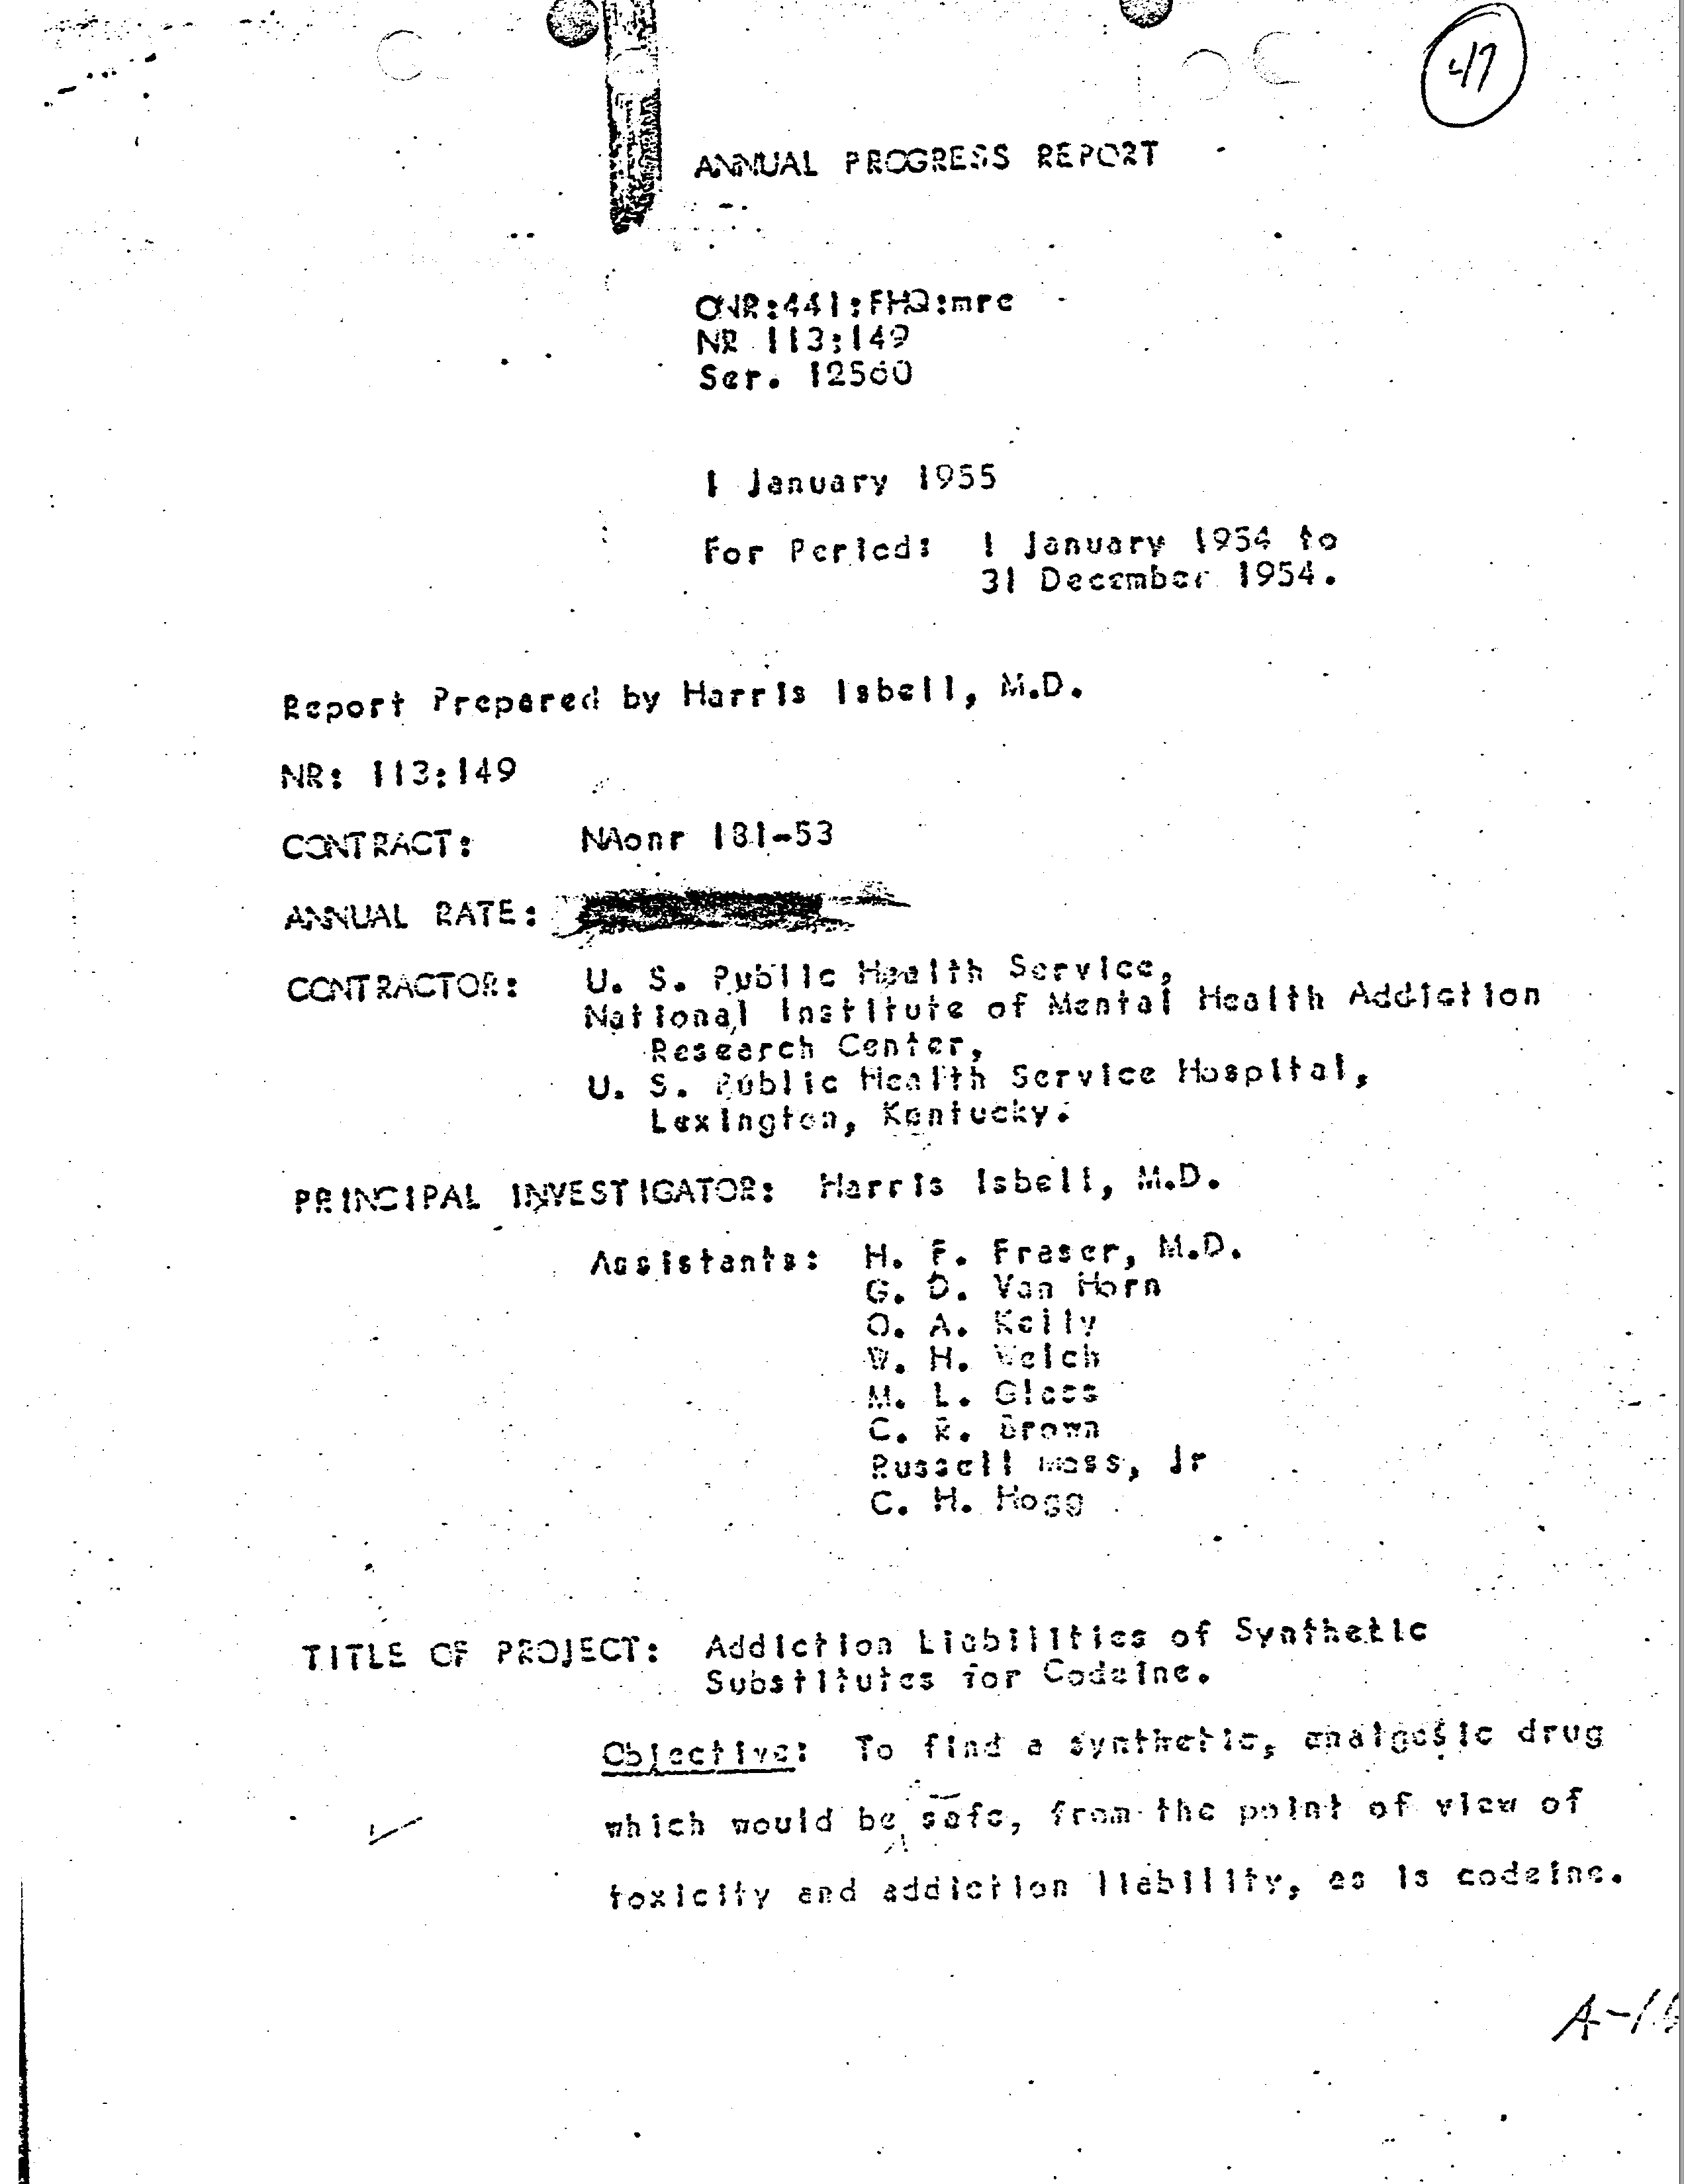 47
ANNUAL PROGRESS REPORT
ONR:441:FHQ:mrc
NR 113:149
Ser. 12560
1 January 1955
For Period: 1 January 1954 to
31 December 1954.
Report Prepared by Harris Isbell, M.D.
NR: 113:149
CONTRACT: NAonr 181-53
ANNUAL RATE:
CONTRACTOR: U. S. Public Health Service,
National Institute of Mental Health Addiction
Research Center,
U. S. Public Health Service Hospital,
Lexington, Kentucky.
PRINCIPAL INVESTIGATOR: Harris Isbell, M.D.
Assistants: H. F. Fraser, M.D.
G. D. Van Horn
O. A. Kelly
W. H. Welch
M. L. Glass
C. R. Brown
Russell Moss, Jr
C. H. Hogg
TITLE OF PROJECT: Addiction Liabilities of Synthetic
Substitutes for Codeine.
Objective: To find a synthetic, analgesic drug
which would be safe, from the point of view of
toxicity and addiction liability, as is codeine.